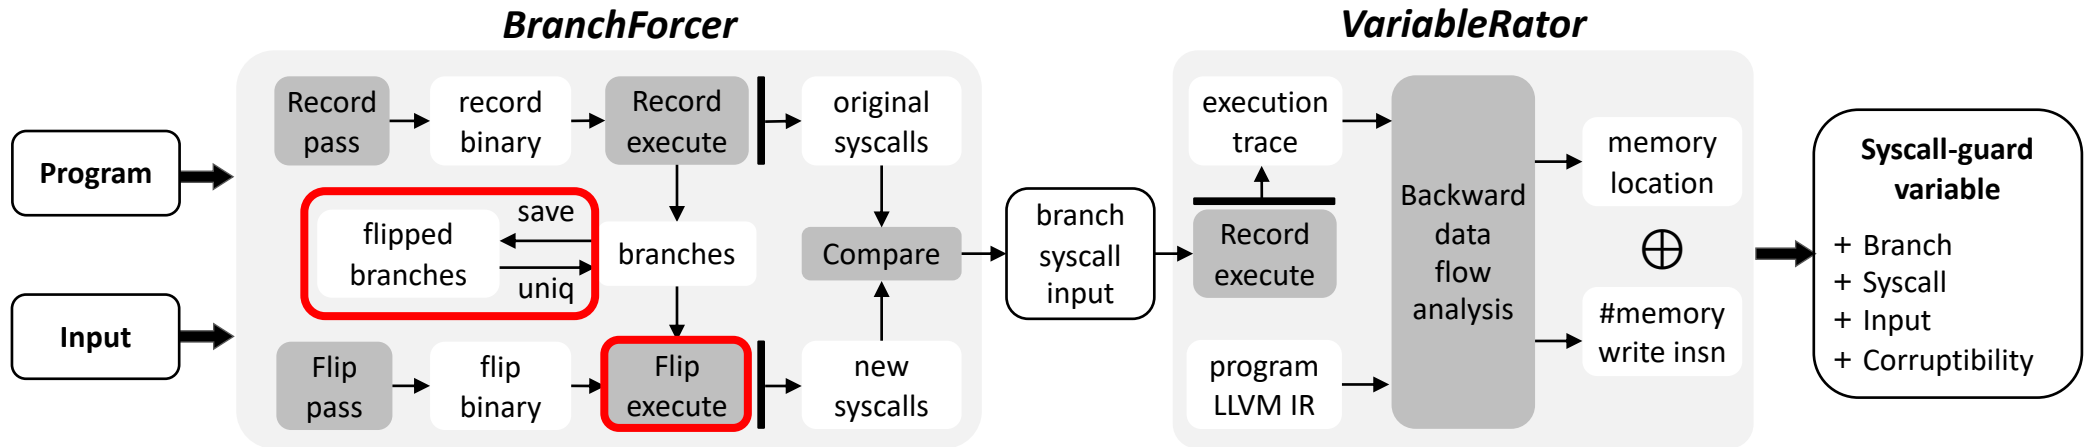 BranchForcer
VariableRator
Program
Input
Record
pass
record
binary
Record
execute
original
syscalls
flipped
branches
save
uniq
branches
Compare
Flip
pass
flip
binary
Flip
execute
new
syscalls
branch
syscall
input
execution
trace
Record
execute
program
LLVM IR
Backward
data
flow
analysis
memory
location
⊕
#memory
write insn
Syscall-guard
variable
+ Branch
+ Syscall
+ Input
+ Corruptibility